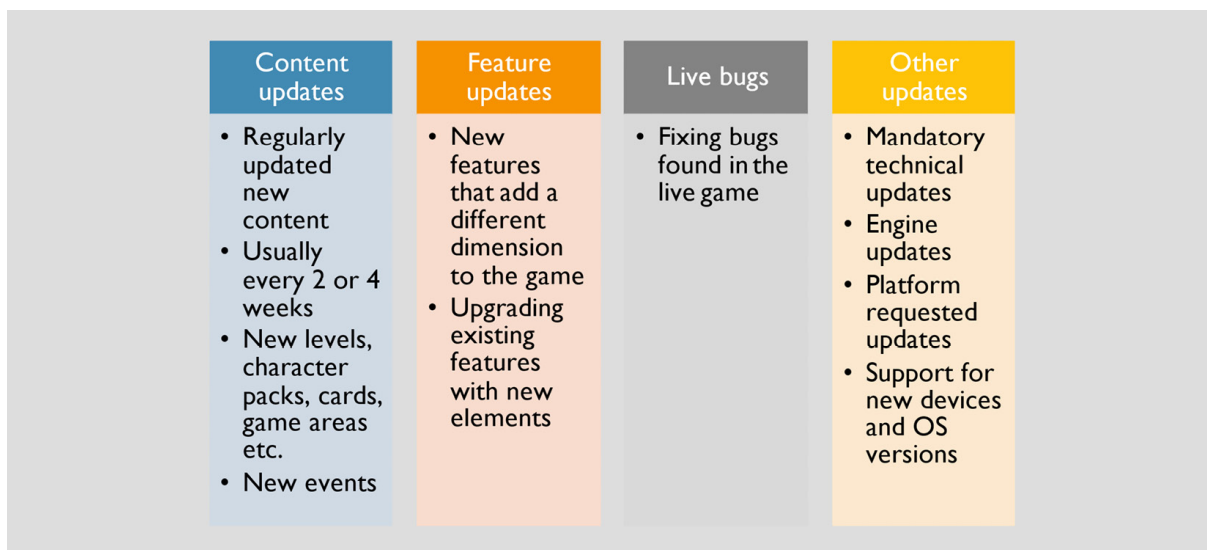 Content
updates
• Regularly
updated
new
content
• Usually
every 2 or 4
weeks
• New levels,
character
packs, cards,
game areas
etc.
• New events
Feature
updates
• New
features
that add a
different
dimension
to the game
• Upgrading
existing
features
with new
elements
Live bugs
• Fixing bugs
found in the
live game
Other
updates
• Mandatory
technical
updates
• Engine
updates
• Platform
requested
updates
• Support for
new devices
and OS
versions